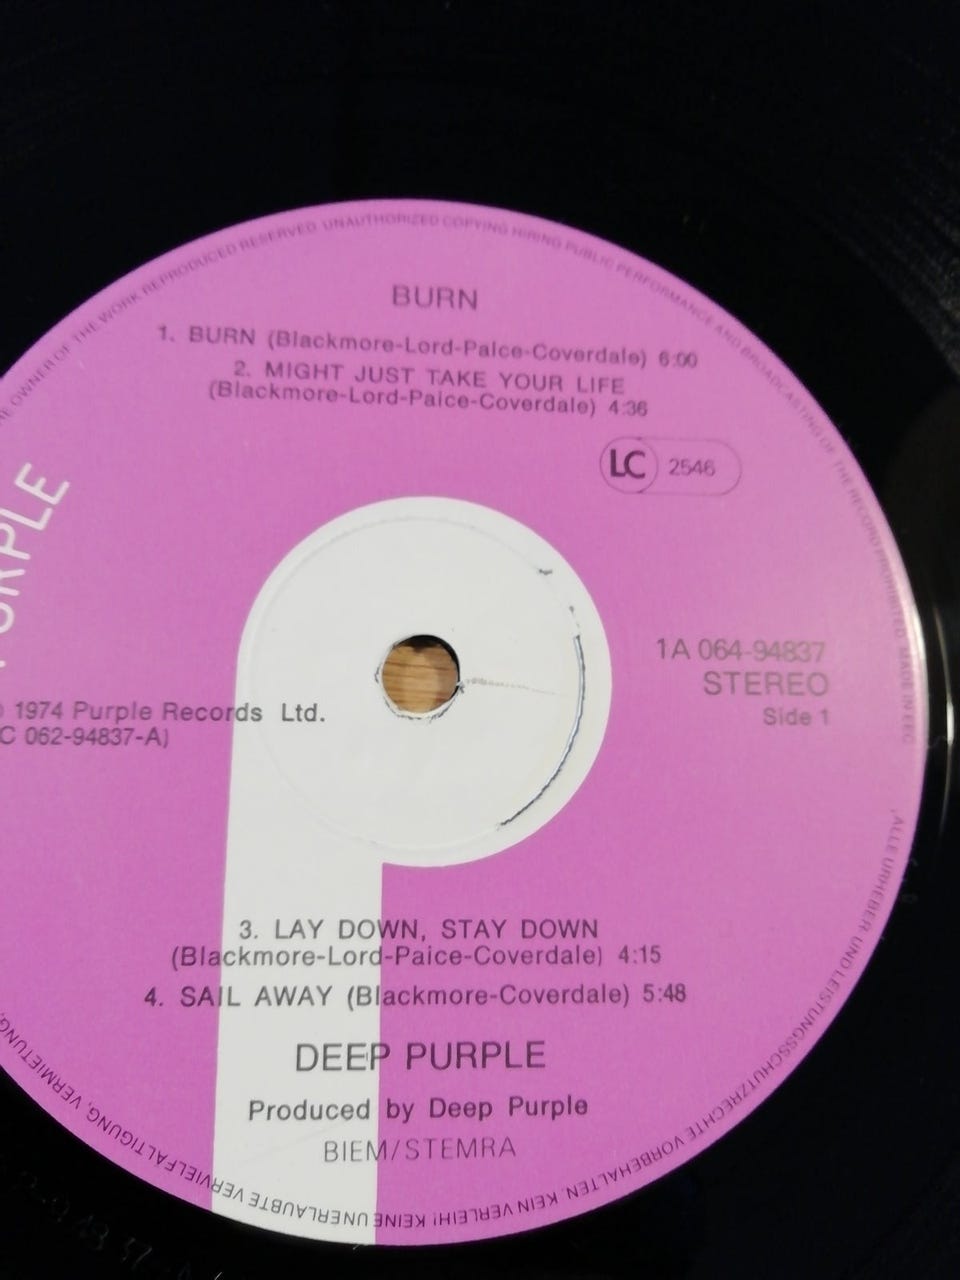 BURN
1. BURN (Blackmore-Lord-Paice-Coverdale) 6:00
2. MIGHT JUST TAKE YOUR LIFE
(Blackmore-Lord-Paice-Coverdale) 4:36
LC 2546
PURPLE
1A 064-94837
STEREO
Side 1
1974 Purple Records Ltd.
C 062-94837-A)
3. LAY DOWN, STAY DOWN
(Blackmore-Lord-Paice-Coverdale) 4:15
4. SAIL AWAY (Blackmore-Coverdale) 5:48
DEEP PURPLE
Produced by Deep Purple
BIEM/STEMRA
OWNER OF THE WORK REPRODUCED RESERVED. UNAUTHORIZED COPYING HIRING PUBLIC PERFORMANCE AND BROADCASTING OF THE RECORD PROHIBITED. MADE IN EEC
ALLE URHEBER UND LEISTUNGSSCHUTZRECHTE VORBEHALTEN. KEIN VERLEIH! KEINE UNERLAUBTE VERVIELFÄLTIGUNG, VERMIETUNG,